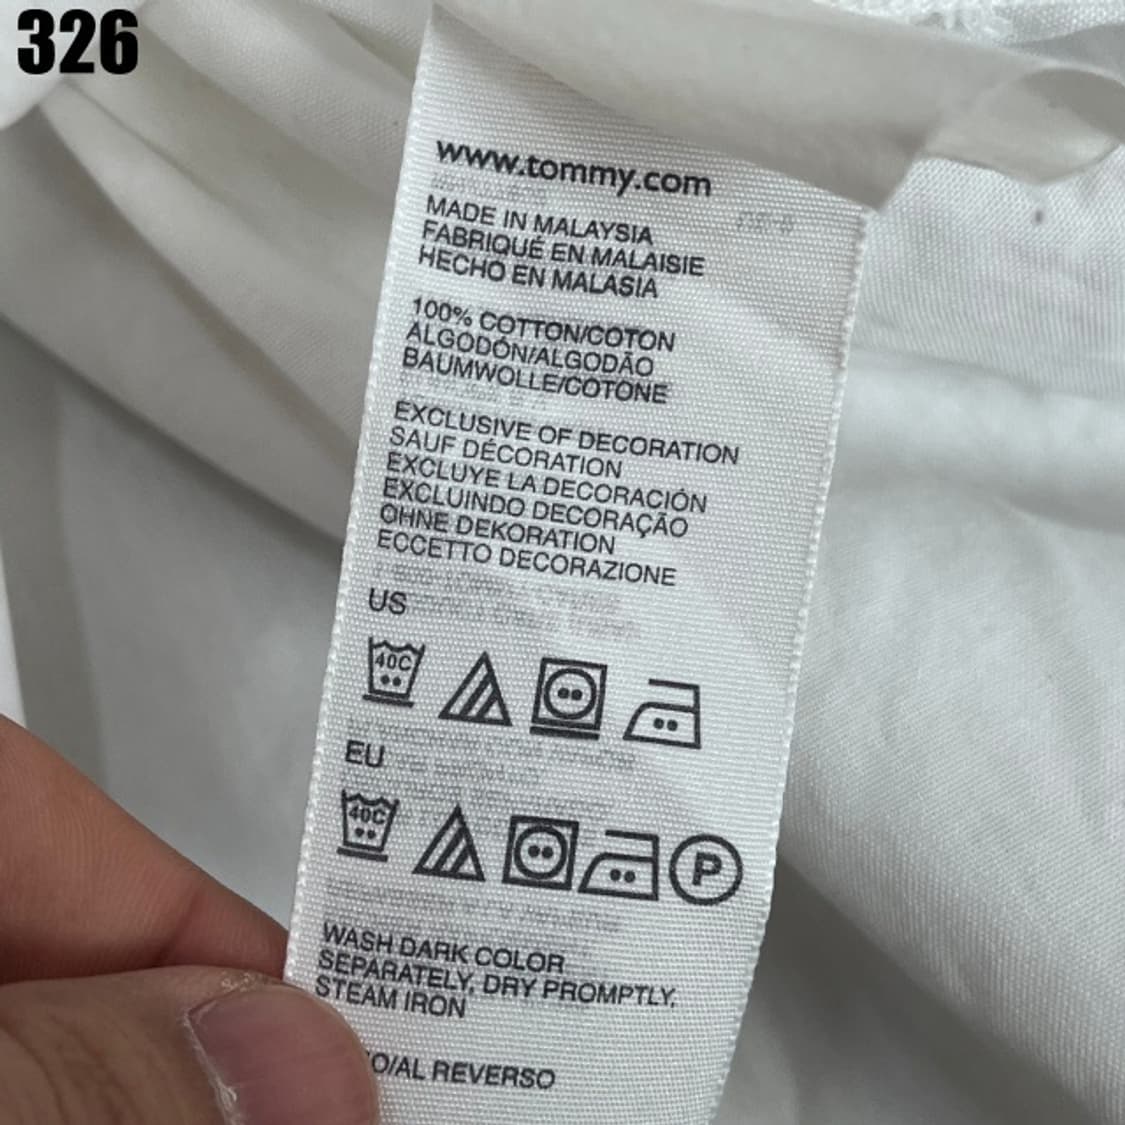 326
www.tommy.com
MADE IN MALAYSIA
FABRIQUÉ EN MALAISIE
HECHO EN MALASIA
100% COTTON/COTON
ALGODÓN/ALGODÃO
BAUMWOLLE/COTONE
EXCLUSIVE OF DECORATION
SAUF DÉCORATION
EXCLUYE LA DECORACIÓN
EXCLUINDO DECORAÇÃO
OHNE DEKORATION
ECCETTO DECORAZIONE
US
40C
EU
40C P
WASH DARK COLOR
SEPARATELY, DRY PROMPTLY,
STEAM IRON
O/AL REVERSO